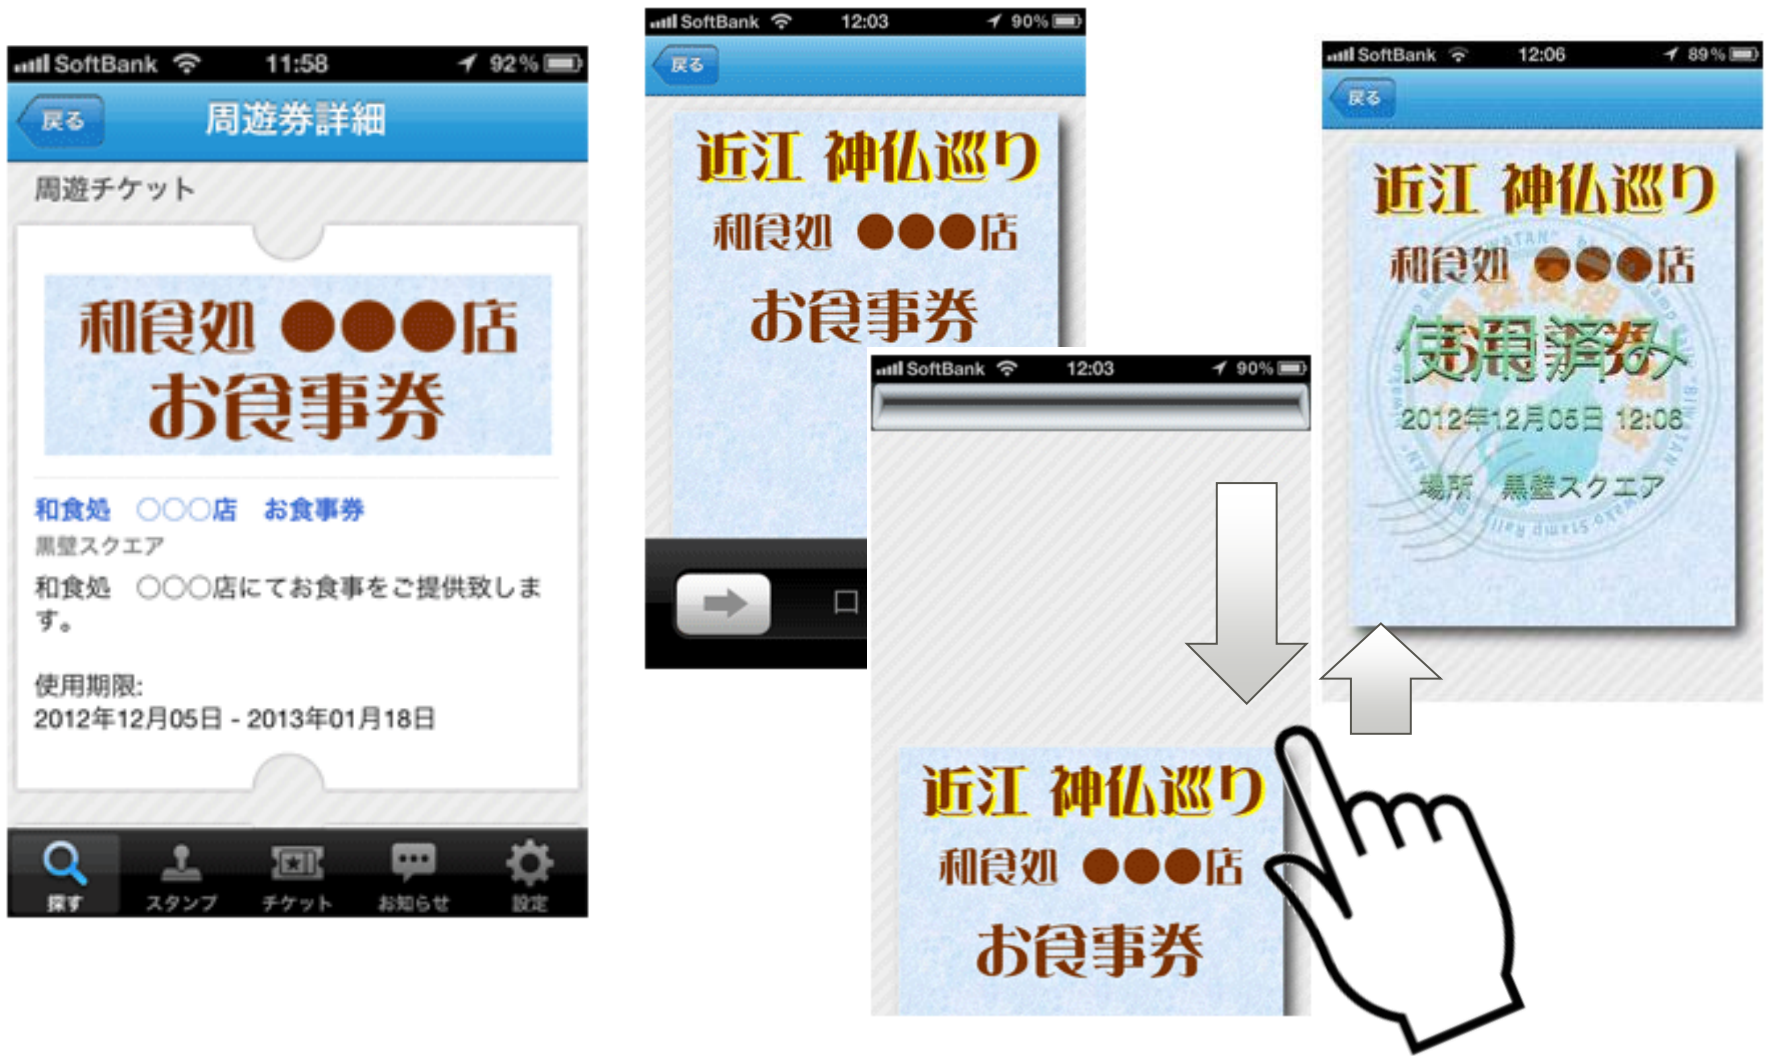 SoftBank 11:58 92%
戻る 周遊券詳細
周遊チケット
和食処 ●●●店
お食事券
和食処 ○○○店 お食事券
黒壁スクエア
和食処 ○○○店にてお食事をご提供致しま
す。
使用期限:
2012年12月05日 - 2013年01月18日
探す スタンプ チケット お知らせ 設定
SoftBank 12:03 90%
戻る
近江 神仏巡り
和食処 ●●●店
お食事券
ロ
SoftBank 12:03 90%
近江 神仏巡り
和食処 ●●●店
お食事券
SoftBank 12:06 89%
戻る
近江 神仏巡り
和食処 ●●●店
お食事券
使用済み
2012年12月05日 12:06
場所 黒壁スクエア